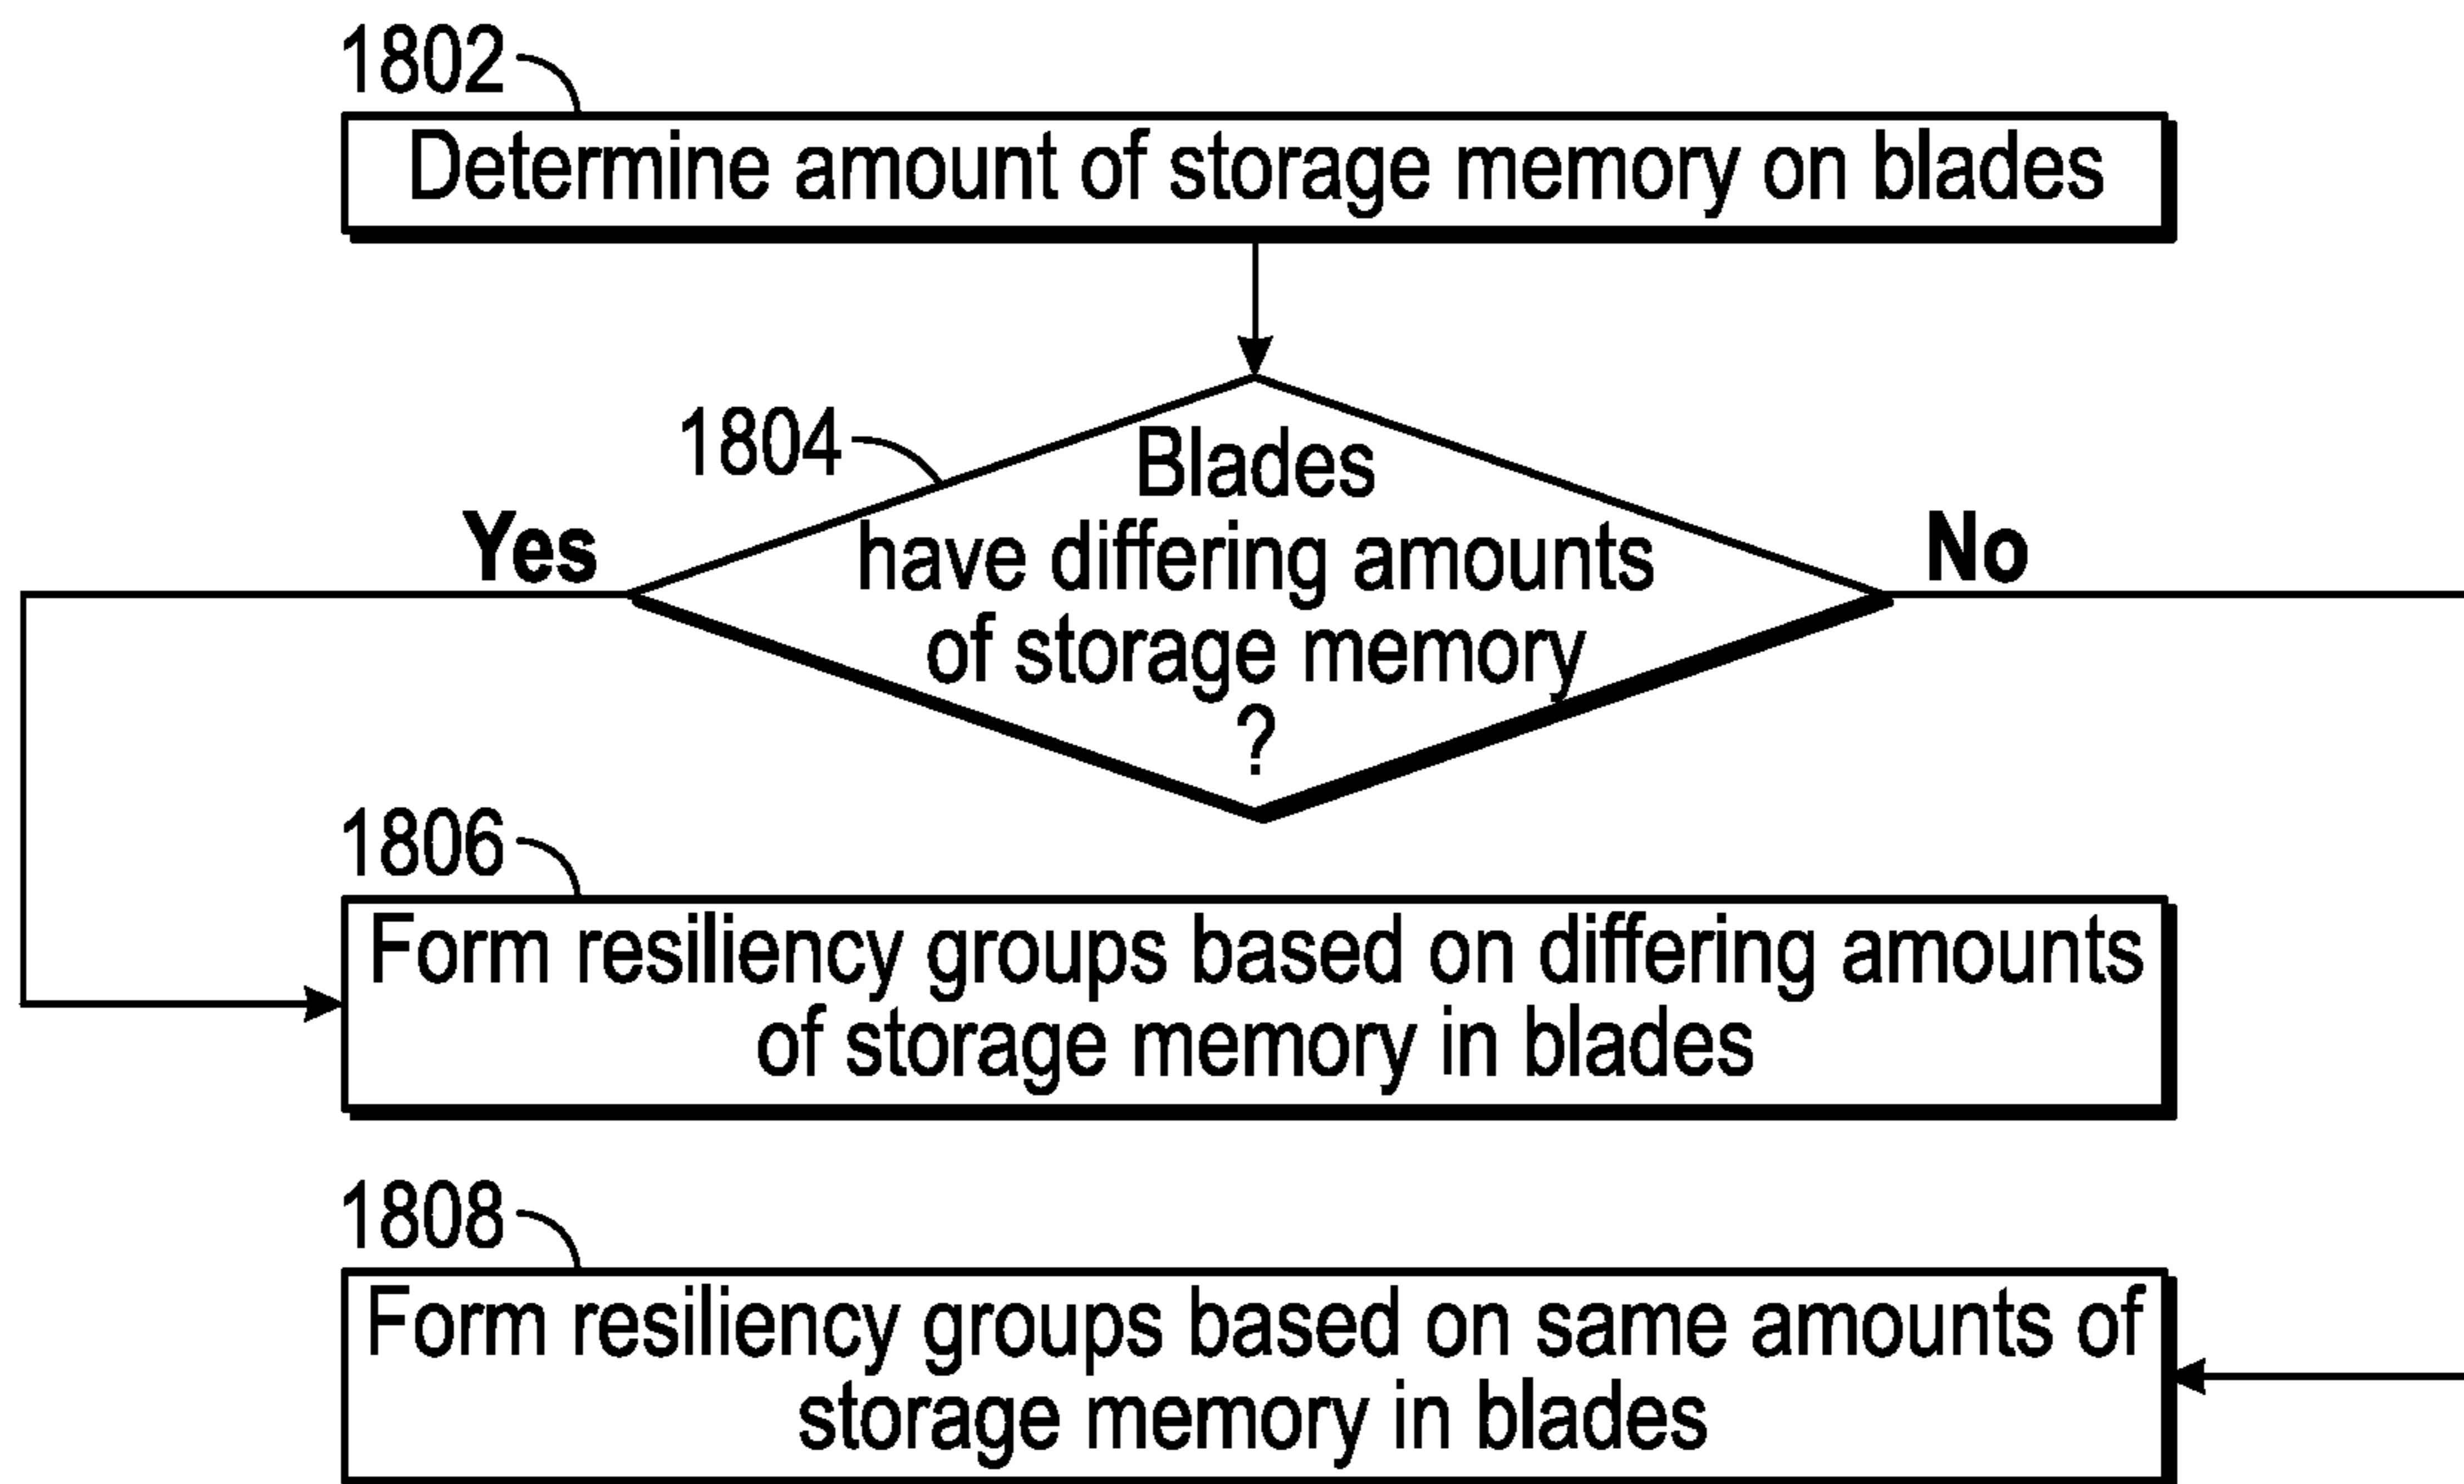 1802
Determine amount of storage memory on blades
1804
Blades
have differing amounts
of storage memory
?
Yes
No
1806
Form resiliency groups based on differing amounts
of storage memory in blades
1808
Form resiliency groups based on same amounts of
storage memory in blades